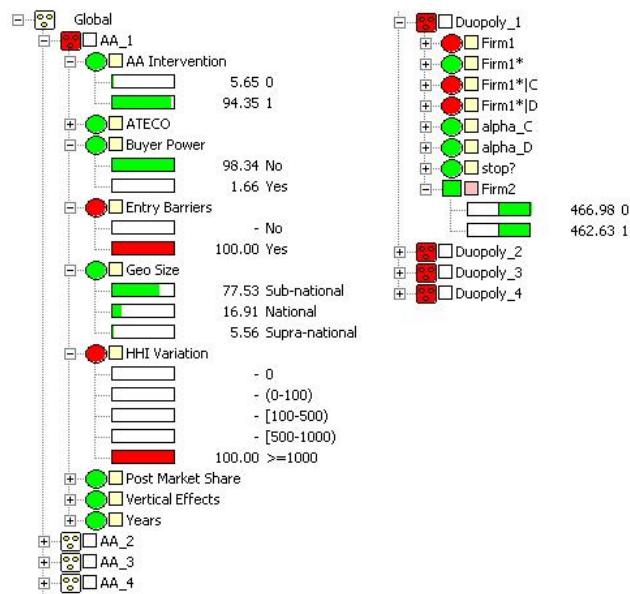 Global
AA_1
AA Intervention
5.65 0
94.35 1
ATECO
Buyer Power
98.34 No
1.66 Yes
Entry Barriers
- No
100.00 Yes
Geo Size
77.53 Sub-national
16.91 National
5.56 Supra-national
HHI Variation
- 0
- (0-100)
- [100-500)
- [500-1000)
100.00 >=1000
Post Market Share
Vertical Effects
Years
AA_2
AA_3
AA_4
Duopoly_1
Firm1
Firm1*
Firm1*|C
Firm1*|D
alpha_C
alpha_D
stop?
Firm2
466.98 0
462.63 1
Duopoly_2
Duopoly_3
Duopoly_4